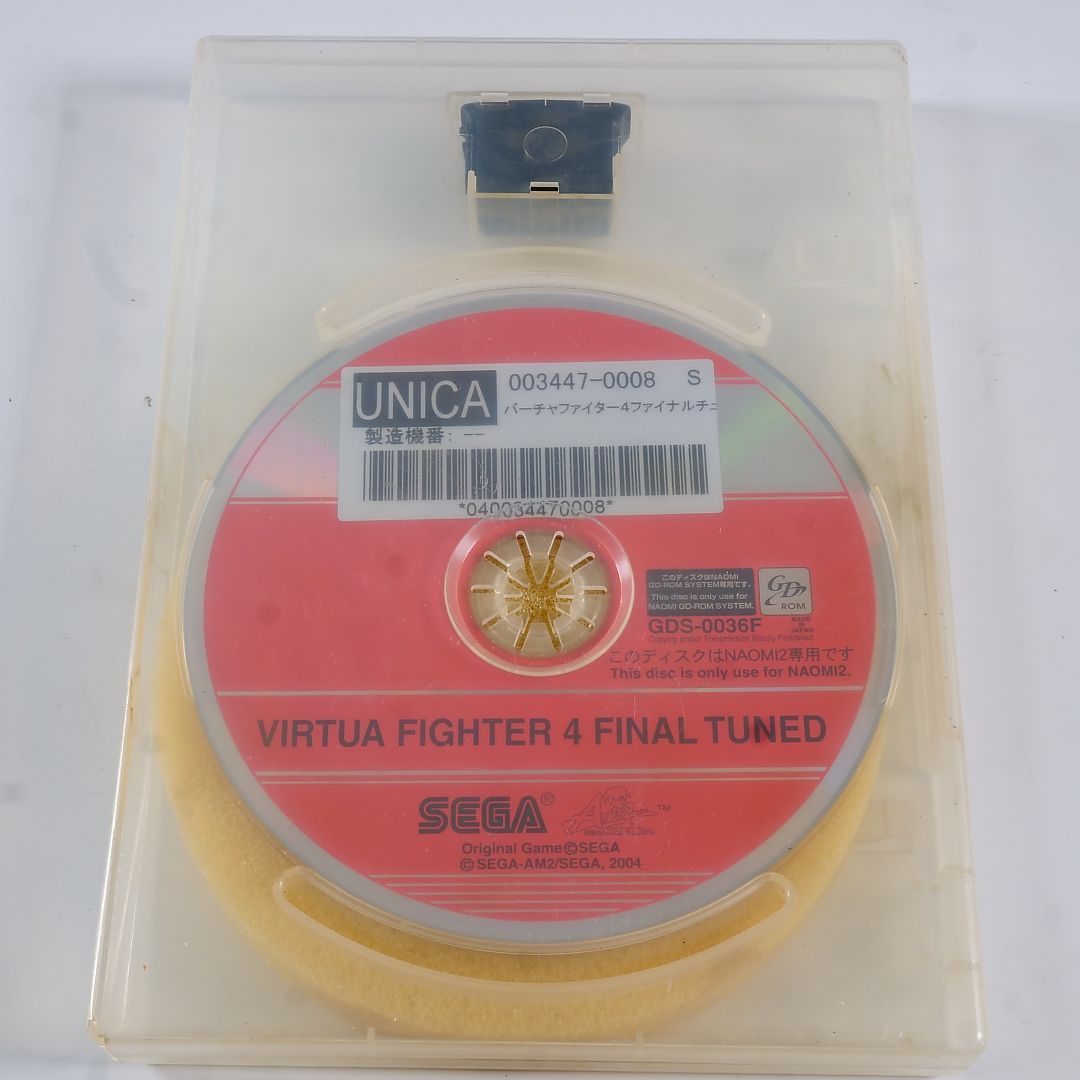 UNICA
003447-0008 S
バーチャファイター4ファイナルチュ
製造機番: --
*040034470008*
このディスクはNAOMI
GD-ROM SYSTEM専用です。
This disc is only use for
NAOMI GD-ROM SYSTEM.
GD
ROM
MADE
IN
JAPAN
GDS-0036F
Copying and/or Transmission Strictly Prohibited.
このディスクはNAOMI2専用です
This disc is only use for NAOMI2.
VIRTUA FIGHTER 4 FINAL TUNED
SEGA®
TM
Original Game©SEGA
©SEGA-AM2/SEGA, 2004